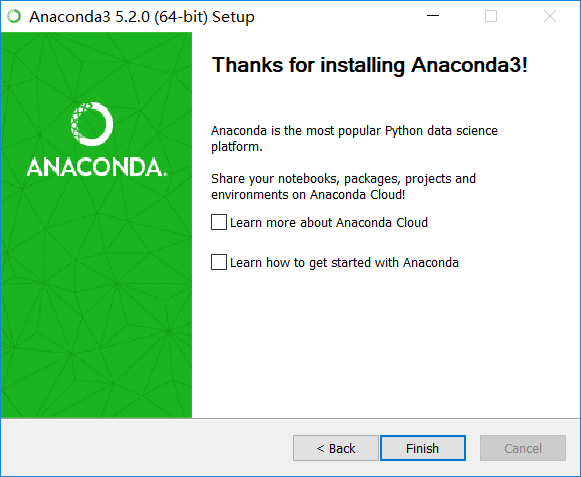 Anaconda3 5.2.0 (64-bit) Setup
ANACONDA.
Thanks for installing Anaconda3!
Anaconda is the most popular Python data science
platform.
Share your notebooks, packages, projects and
environments on Anaconda Cloud!
Learn more about Anaconda Cloud
Learn how to get started with Anaconda
< Back
Finish
Cancel